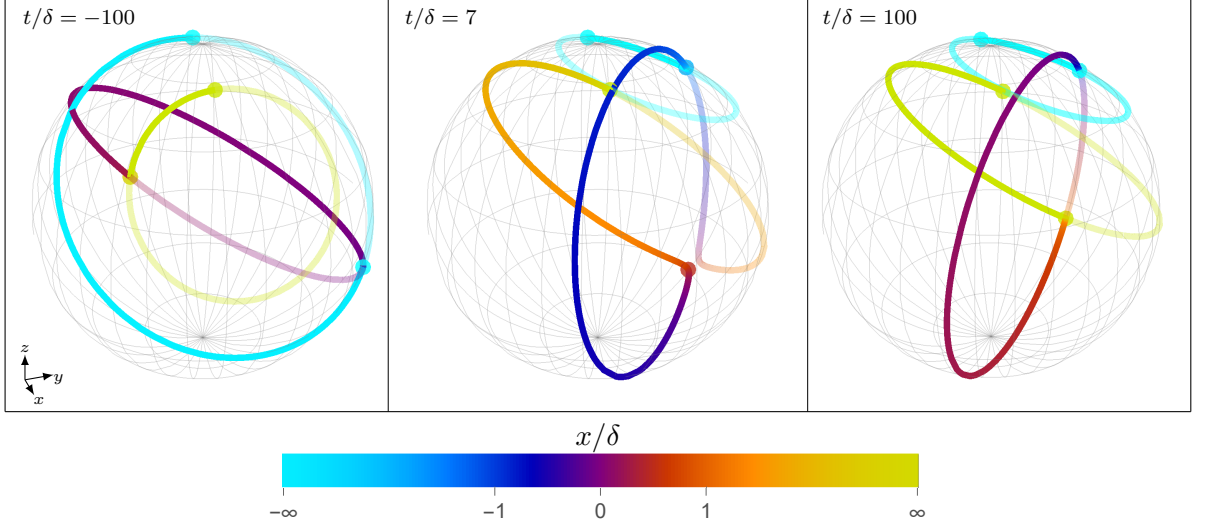 t/δ = −100
t/δ = 7
t/δ = 100
z
y
x
x/δ
−∞ −1 0 1 ∞